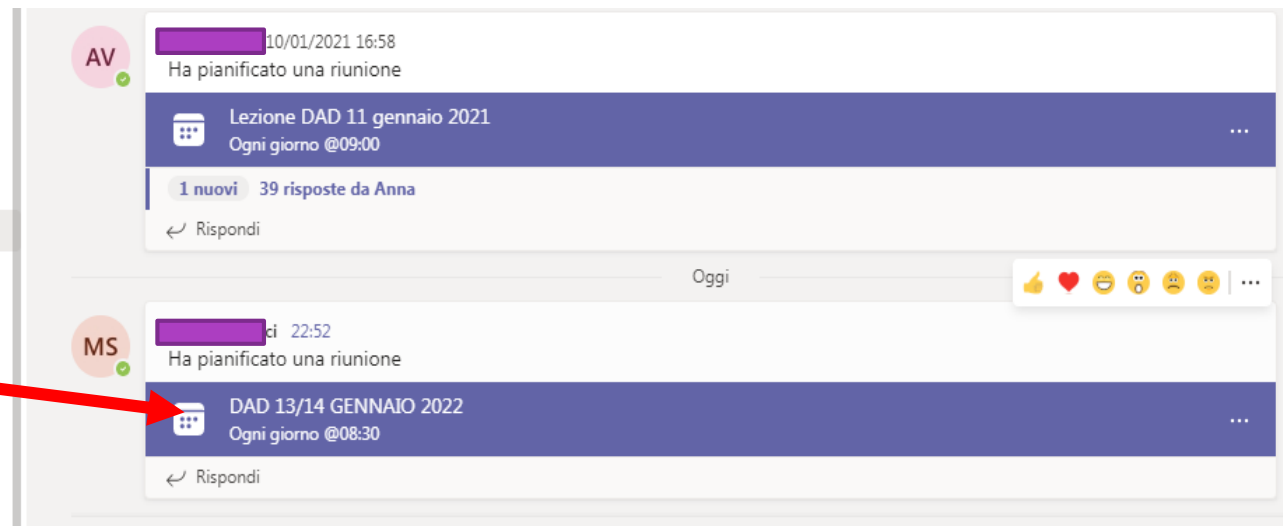 AV
10/01/2021 16:58
Ha pianificato una riunione
Lezione DAD 11 gennaio 2021
Ogni giorno @09:00
1 nuovi 39 risposte da Anna
Rispondi
Oggi
MS
ci 22:52
Ha pianificato una riunione
DAD 13/14 GENNAIO 2022
Ogni giorno @08:30
Rispondi